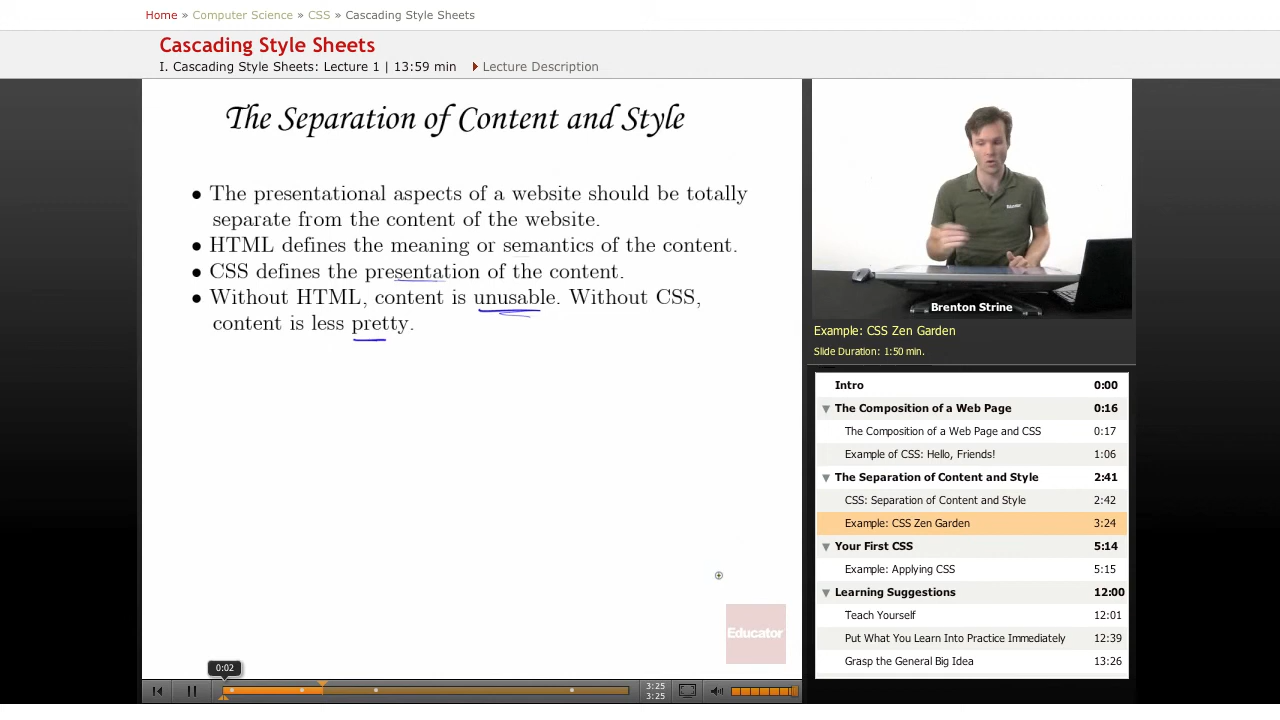 Home » Computer Science » CSS » Cascading Style Sheets
Cascading Style Sheets
I. Cascading Style Sheets: Lecture 1 | 13:59 min Lecture Description
The Separation of Content and Style
● The presentational aspects of a website should be totally
separate from the content of the website.
● HTML defines the meaning or semantics of the content.
● CSS defines the presentation of the content.
● Without HTML, content is unusable. Without CSS,
content is less pretty.
Educator
0:02
3:25
3:25
Educator
Brenton Strine
Example: CSS Zen Garden
Slide Duration: 1:50 min.
Intro 0:00
The Composition of a Web Page 0:16
The Composition of a Web Page and CSS 0:17
Example of CSS: Hello, Friends! 1:06
The Separation of Content and Style 2:41
CSS: Separation of Content and Style 2:42
Example: CSS Zen Garden 3:24
Your First CSS 5:14
Example: Applying CSS 5:15
Learning Suggestions 12:00
Teach Yourself 12:01
Put What You Learn Into Practice Immediately 12:39
Grasp the General Big Idea 13:26